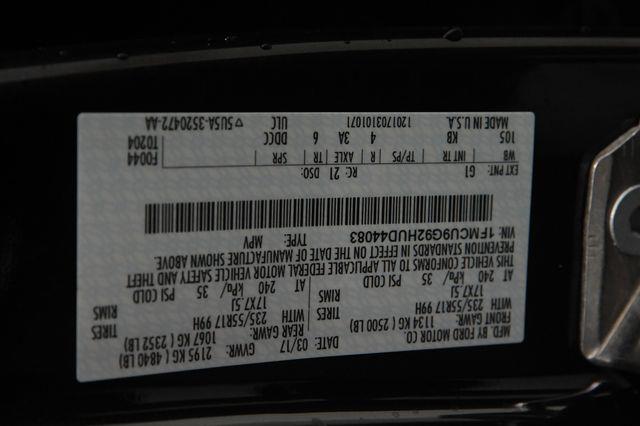 MFD. BY FORD MOTOR CO.
DATE: 03/17 GVWR: 2195 KG ( 4840 LB)
FRONT GAWR: REAR GAWR:
1134 KG ( 2500 LB) 1067 KG ( 2352 LB)
WITH WITH
235/55R17 99H TIRES 235/55R17 99H TIRES
17X7.5J RIMS 17X7.5J RIMS
AT 240 kPa/ 35 PSI COLD AT 240 kPa/ 35 PSI COLD
THIS VEHICLE CONFORMS TO ALL APPLICABLE FEDERAL MOTOR VEHICLE SAFETY AND THEFT
PREVENTION STANDARDS IN EFFECT ON THE DATE OF MANUFACTURE SHOWN ABOVE.
VIN: 1FMCU9G92HUD44083 TYPE: MPV
EXT PNT: G1 RC: 21 DSO: F0044
WB INT TR TP/PS R AXLE TR SPR T0204
105 KB 4 3A 6 DDCC
MADE IN U.S.A. 120170310107] ULC ▽ SU5A-3520472-AA